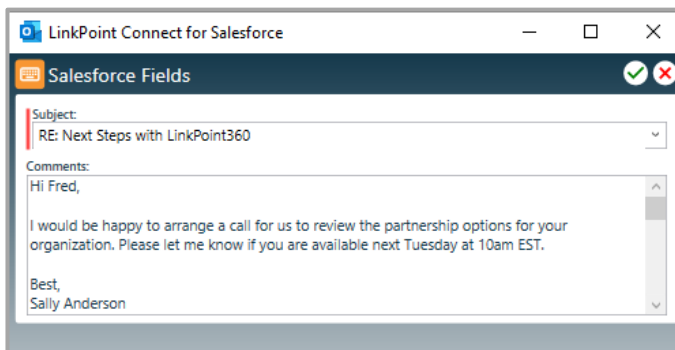 LinkPoint Connect for Salesforce
Salesforce Fields
Subject:
RE: Next Steps with LinkPoint360
Comments:
Hi Fred,
I would be happy to arrange a call for us to review the partnership options for your
organization. Please let me know if you are available next Tuesday at 10am EST.
Best,
Sally Anderson